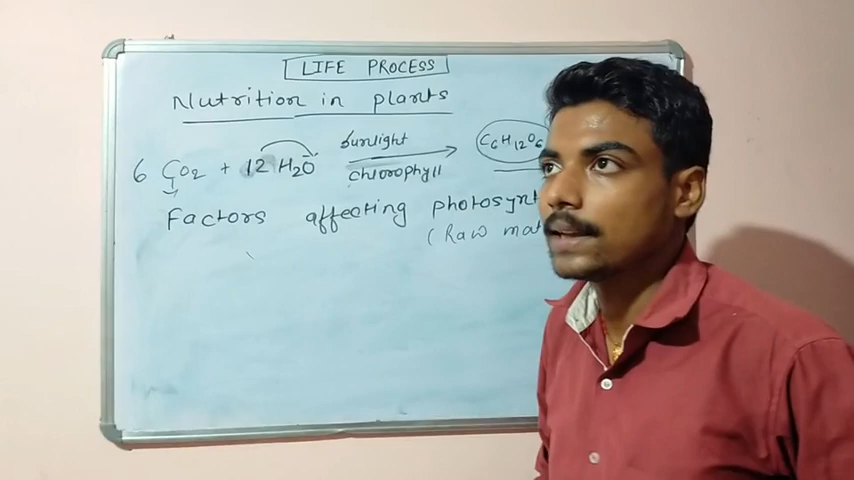 LIFE PROCESS
Nutrition in plants
6 CO2 + 12 H2O sunlight chlorophyll C6H12O6
Factors affecting photosynt
(Raw mat